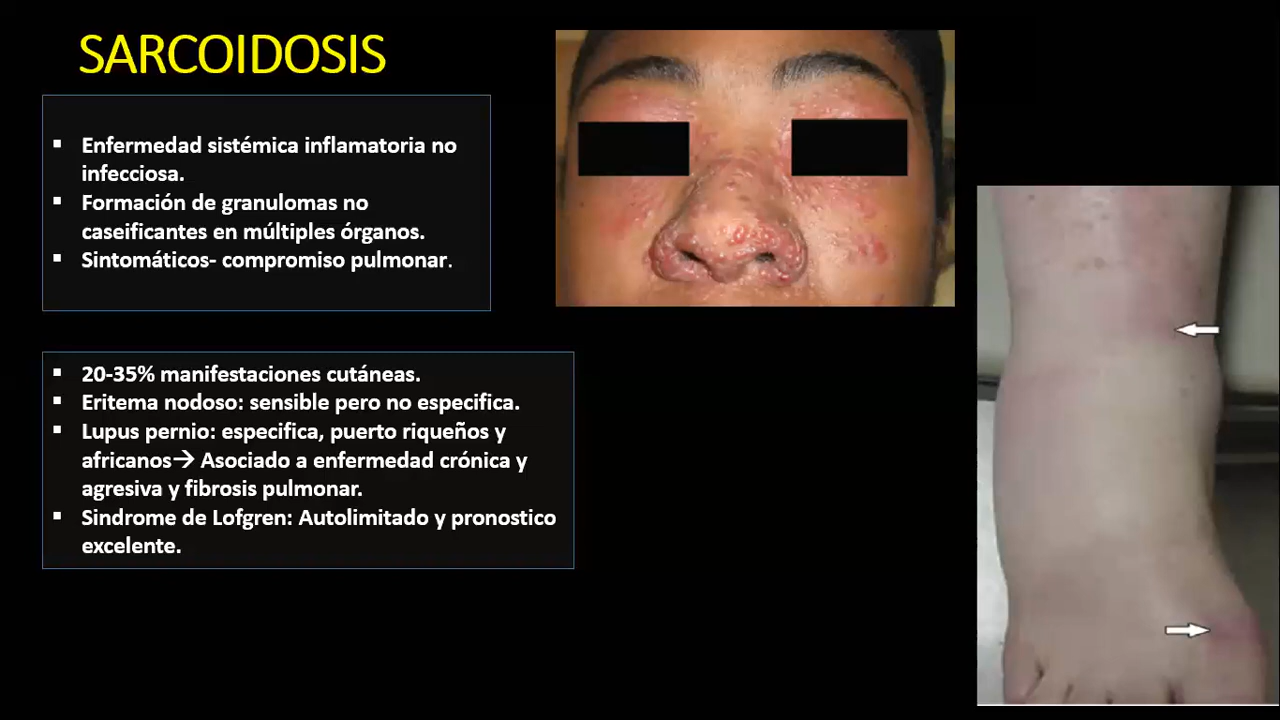 SARCOIDOSIS
▪ Enfermedad sistémica inflamatoria no
infecciosa.
▪ Formación de granulomas no
caseificantes en múltiples órganos.
▪ Sintomáticos- compromiso pulmonar.
▪ 20-35% manifestaciones cutáneas.
▪ Eritema nodoso: sensible pero no especifica.
▪ Lupus pernio: especifica, puerto riqueños y
africanos→ Asociado a enfermedad crónica y
agresiva y fibrosis pulmonar.
▪ Sindrome de Lofgren: Autolimitado y pronostico
excelente.